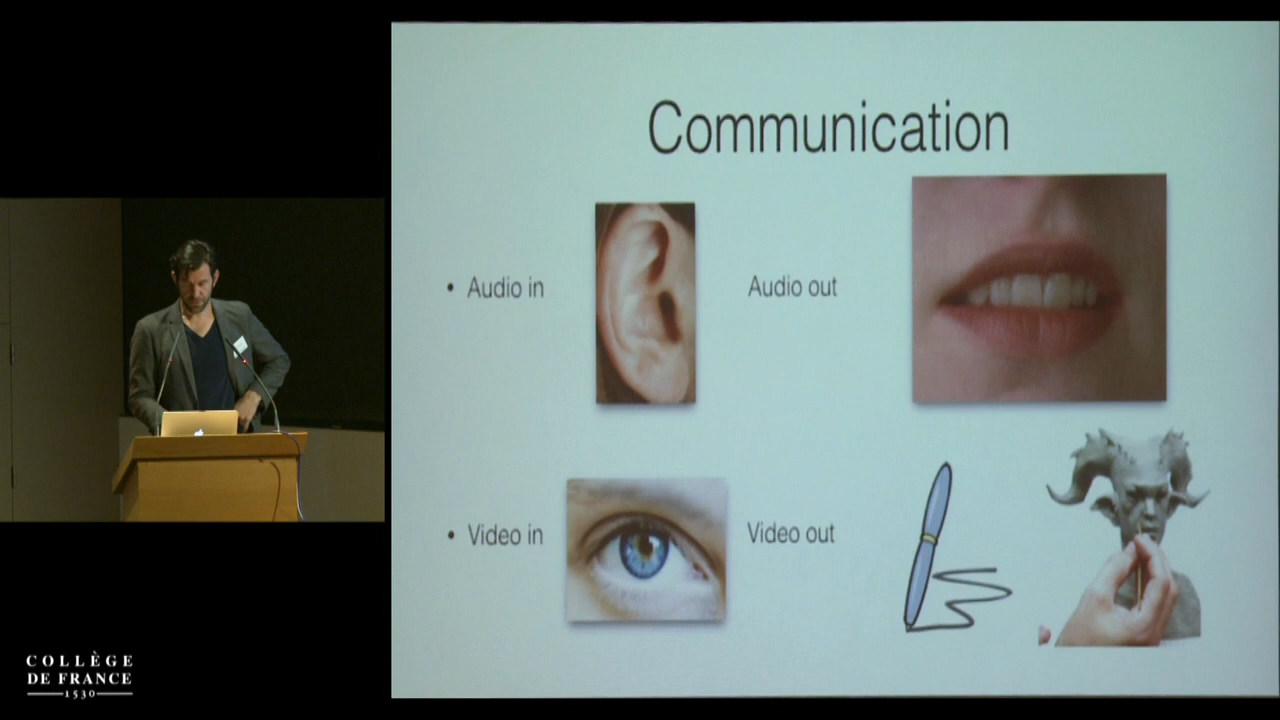 Communication
• Audio in
Audio out
• Video in
Video out
COLLÈGE
DE FRANCE
1530